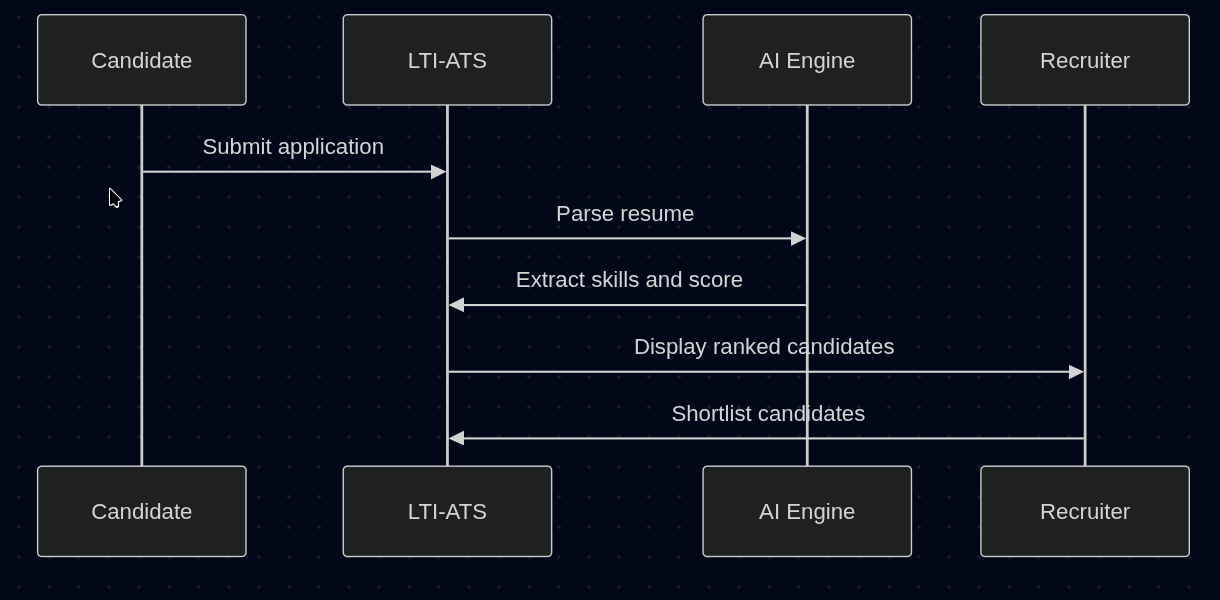 Candidate
LTI-ATS
AI Engine
Recruiter
Submit application
Parse resume
Extract skills and score
Display ranked candidates
Shortlist candidates
Candidate
LTI-ATS
AI Engine
Recruiter